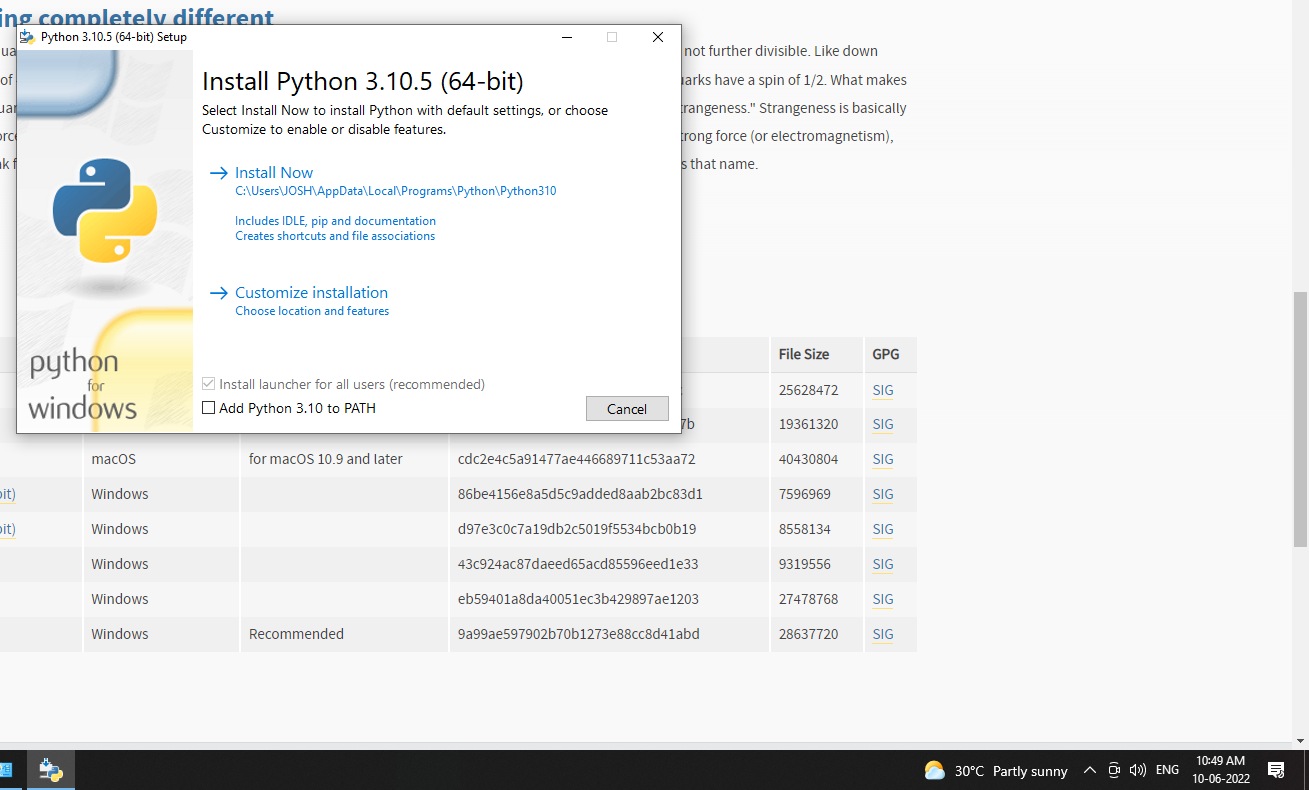 ing completely different
Python 3.10.5 (64-bit) Setup
not further divisible. Like down
of
uarks have a spin of 1/2. What makes
trangeness." Strangeness is basically
trong force (or electromagnetism),
s that name.
Install Python 3.10.5 (64-bit)
Select Install Now to install Python with default settings, or choose
Customize to enable or disable features.
Install Now
C:\Users\JOSH\AppData\Local\Programs\Python\Python310
Includes IDLE, pip and documentation
Creates shortcuts and file associations
Customize installation
Choose location and features
python
for
windows
Install launcher for all users (recommended)
Add Python 3.10 to PATH
Cancel
File Size GPG
25628472 SIG
7b 19361320 SIG
macOS for macOS 10.9 and later cdc2e4c5a91477ae446689711c53aa72 40430804 SIG
bit) Windows 86be4156e8a5d5c9added8aab2bc83d1 7596969 SIG
bit) Windows d97e3c0c7a19db2c5019f5534bcb0b19 8558134 SIG
Windows 43c924ac87daeed65acd85596eed1e33 9319556 SIG
Windows eb59401a8da40051ec3b429897ae1203 27478768 SIG
Windows Recommended 9a99ae597902b70b1273e88cc8d41abd 28637720 SIG
30°C Partly sunny ENG 10:49 AM
10-06-2022